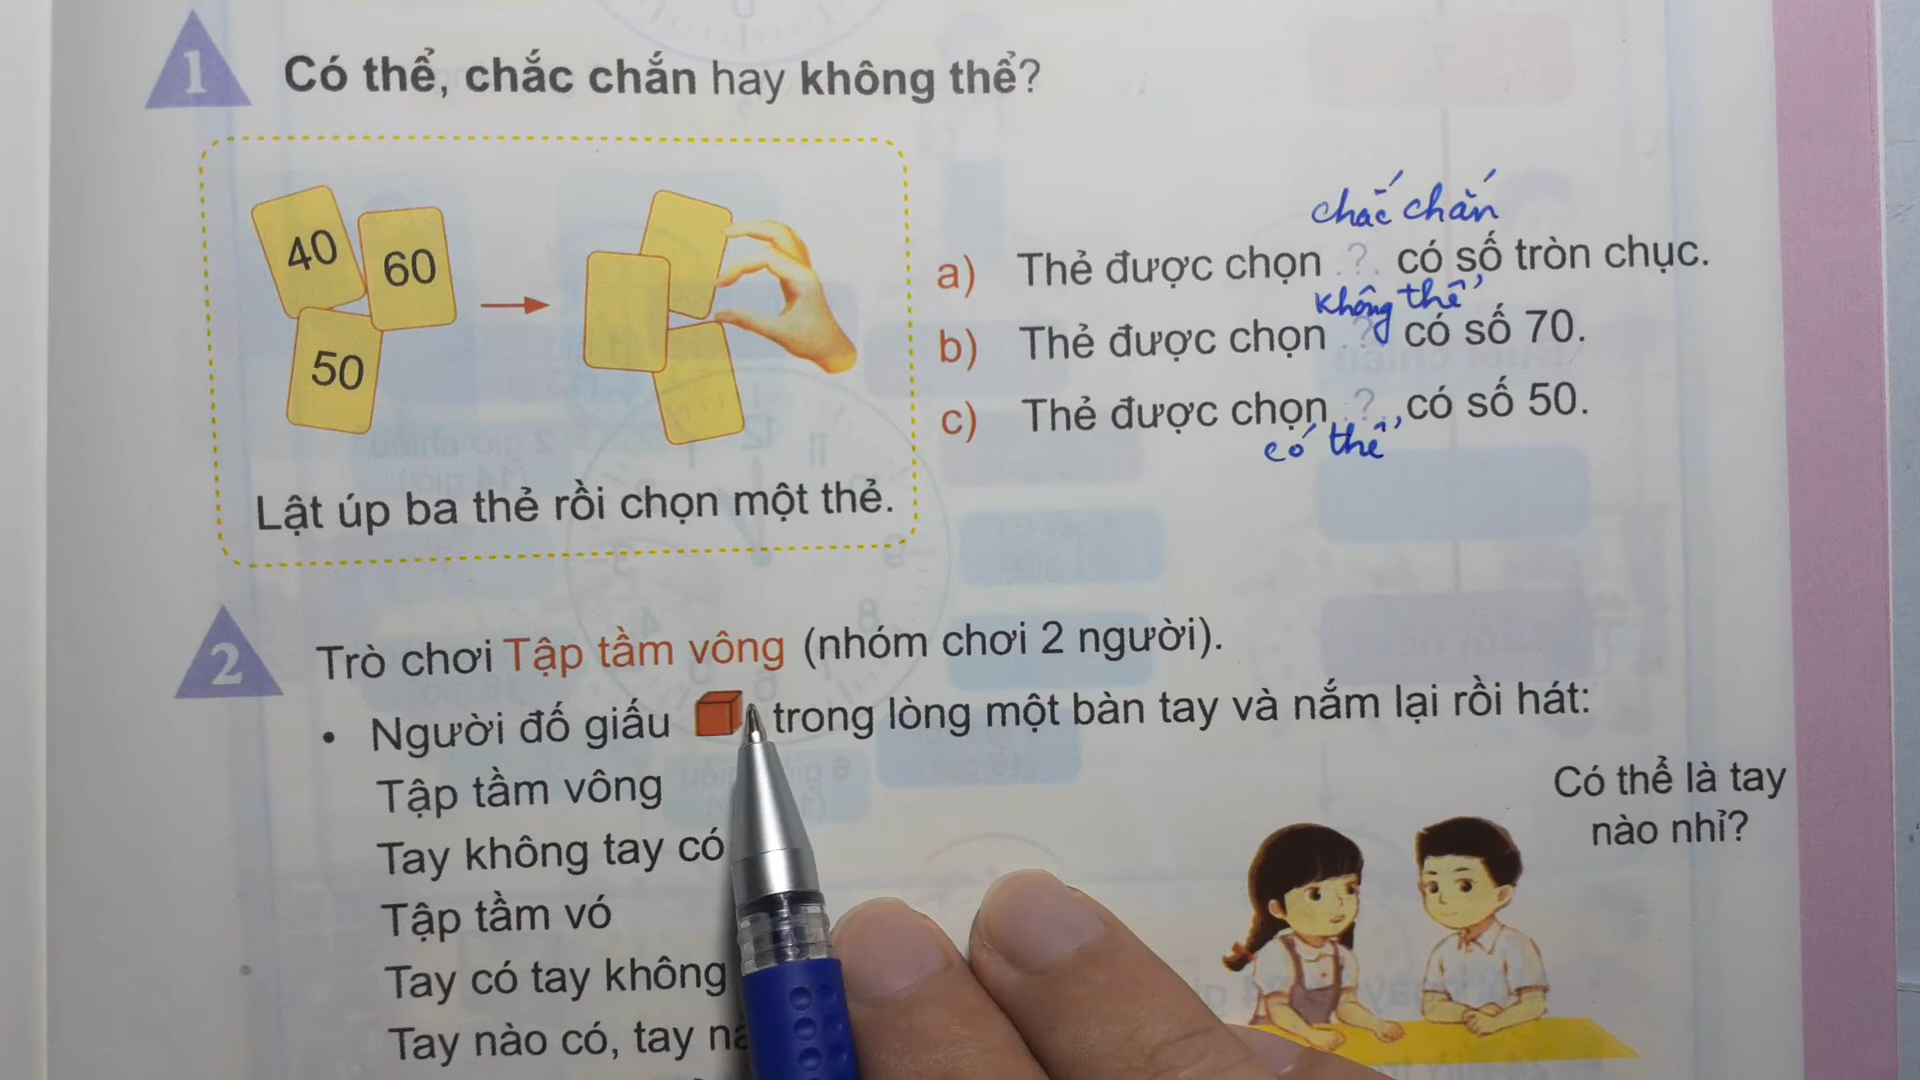 1 Có thể, chắc chắn hay không thể?
40
60
50
Lật úp ba thẻ rồi chọn một thẻ.
chắc chắn
a) Thẻ được chọn .?. có số tròn chục.
không thể
b) Thẻ được chọn .?. có số 70.
c) Thẻ được chọn .?. có số 50.
có thể
2 Trò chơi Tập tầm vông (nhóm chơi 2 người).
• Người đố giấu trong lòng một bàn tay và nắm lại rồi hát:
Tập tầm vông
Tay không tay có
Tập tầm vó
Tay có tay không
Tay nào có, tay
Có thể là tay
nào nhỉ?